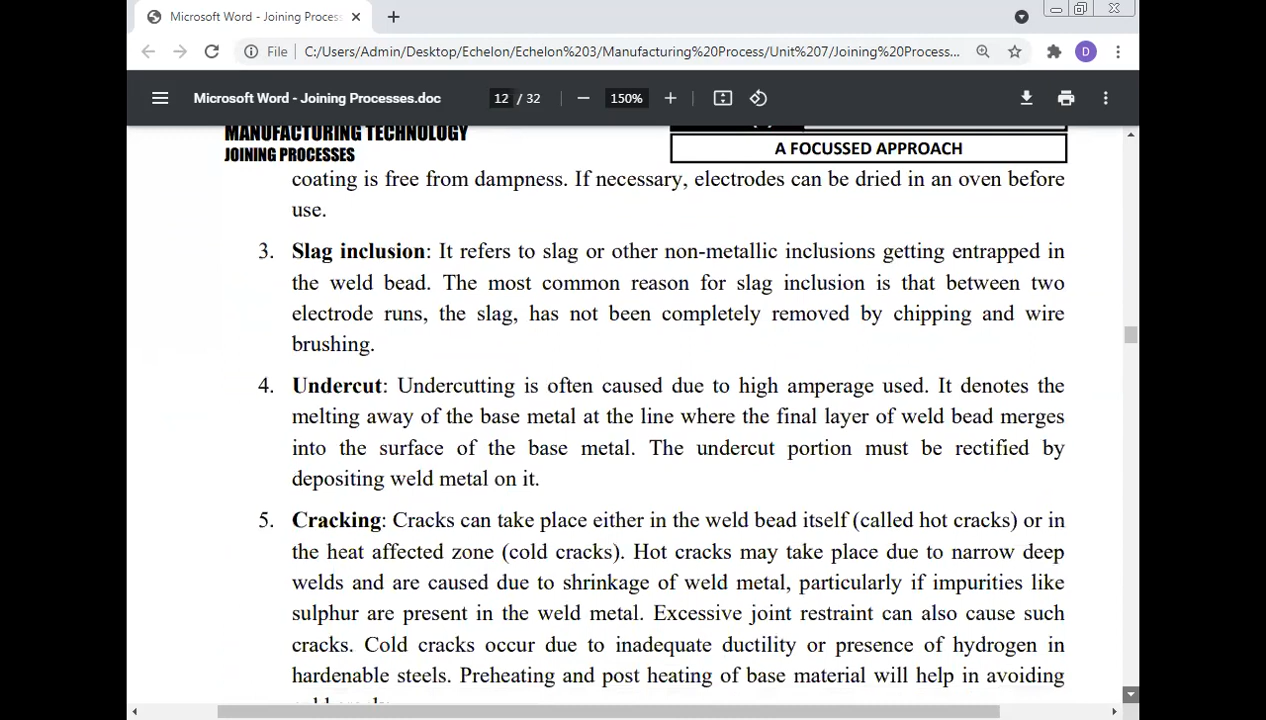 Microsoft Word - Joining Process
File C:/Users/Admin/Desktop/Echelon/Echelon%203/Manufacturing%20Process/Unit%207/Joining%20Process...
D
Microsoft Word - Joining Processes.doc 12 / 32 150%
MANUFACTURING TECHNOLOGY
JOINING PROCESSES
A FOCUSSED APPROACH
coating is free from dampness. If necessary, electrodes can be dried in an oven before
use.
3. Slag inclusion: It refers to slag or other non-metallic inclusions getting entrapped in
the weld bead. The most common reason for slag inclusion is that between two
electrode runs, the slag, has not been completely removed by chipping and wire
brushing.
4. Undercut: Undercutting is often caused due to high amperage used. It denotes the
melting away of the base metal at the line where the final layer of weld bead merges
into the surface of the base metal. The undercut portion must be rectified by
depositing weld metal on it.
5. Cracking: Cracks can take place either in the weld bead itself (called hot cracks) or in
the heat affected zone (cold cracks). Hot cracks may take place due to narrow deep
welds and are caused due to shrinkage of weld metal, particularly if impurities like
sulphur are present in the weld metal. Excessive joint restraint can also cause such
cracks. Cold cracks occur due to inadequate ductility or presence of hydrogen in
hardenable steels. Preheating and post heating of base material will help in avoiding